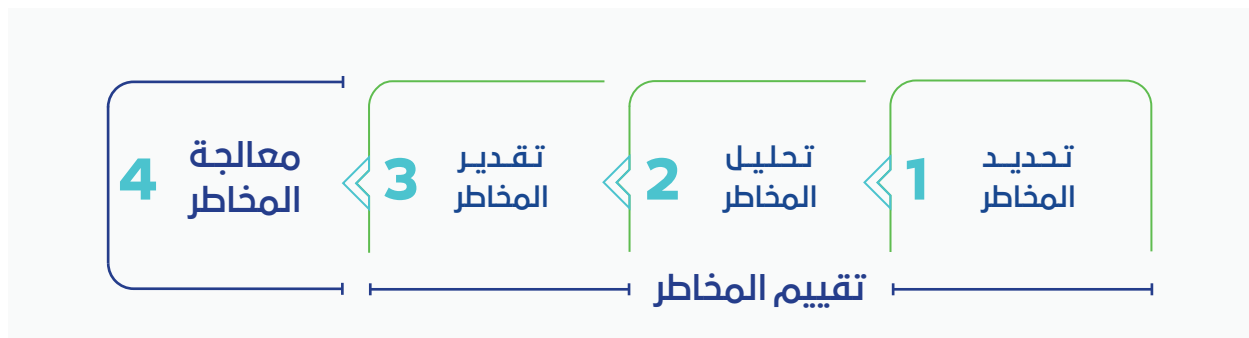 تحديد
المخاطر
1
تحليل
المخاطر
2
تقدير
المخاطر
3
معالجة
المخاطر
4
تقييم المخاطر